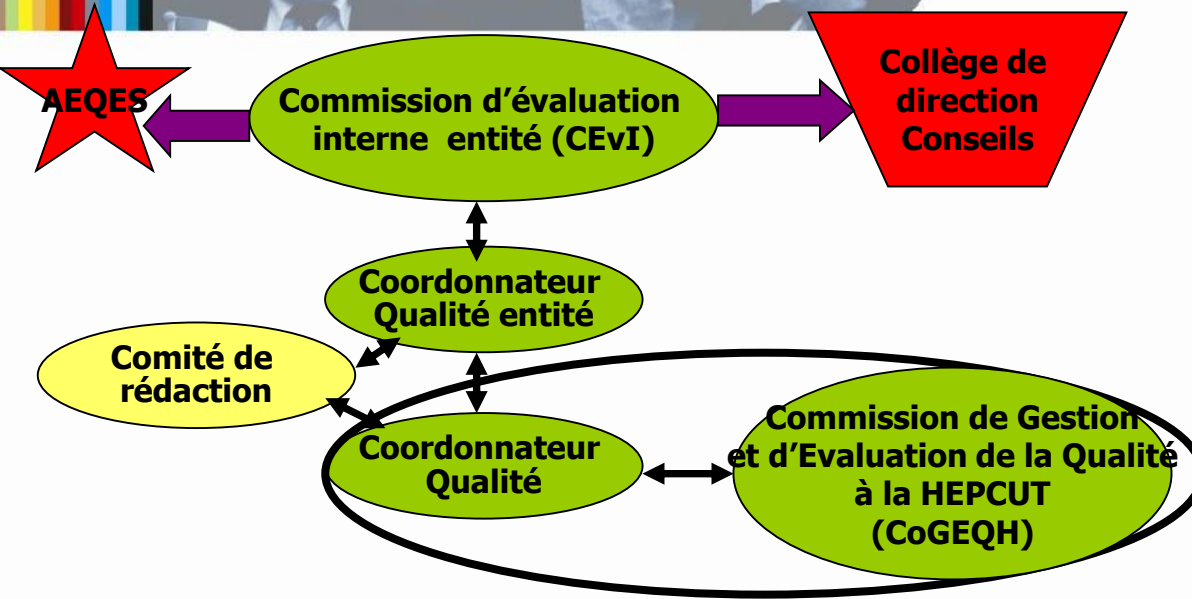 AEQES
Commission d'évaluation
interne entité (CEvI)
Collège de
direction
Conseils
Coordonnateur
Qualité entité
Comité de
rédaction
Coordonnateur
Qualité
Commission de Gestion
et d'Evaluation de la Qualité
à la HEPCUT
(CoGEQH)